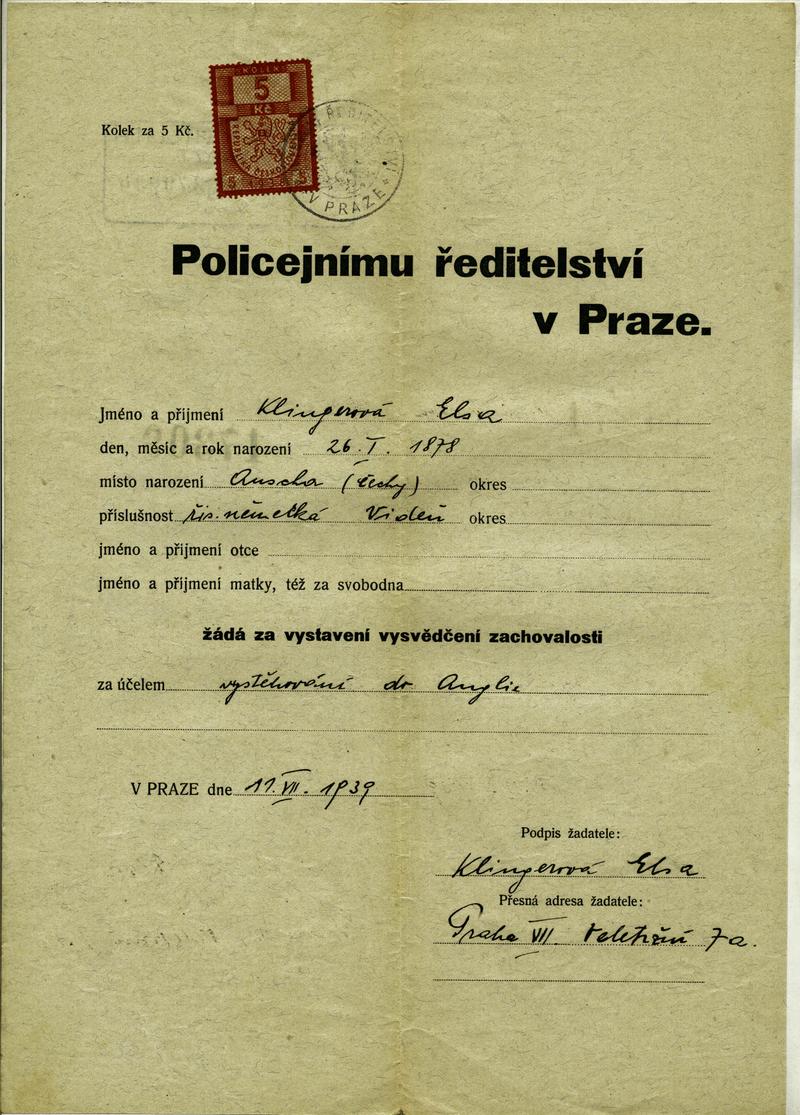 KOLEK
5
Kč
Kolek za 5 Kč.
V PRAZE
Policejnímu ředitelství
v Praze.
Jméno a příjmení Klingerová Elsa
den, měsíc a rok narození 26. I. 1878
místo narození Auscha (Čechy) okres
příslušnost říš. německá Vídeň okres
jméno a příjmení otce
jméno a příjmení matky, též za svobodna
žádá za vystavení vysvědčení zachovalosti
za účelem vystěhování do Anglie
V PRAZE dne 11. VII. 1939
Podpis žadatele:
Klingerová Elsa
Přesná adresa žadatele:
Praha VII. Veletržní 7a.